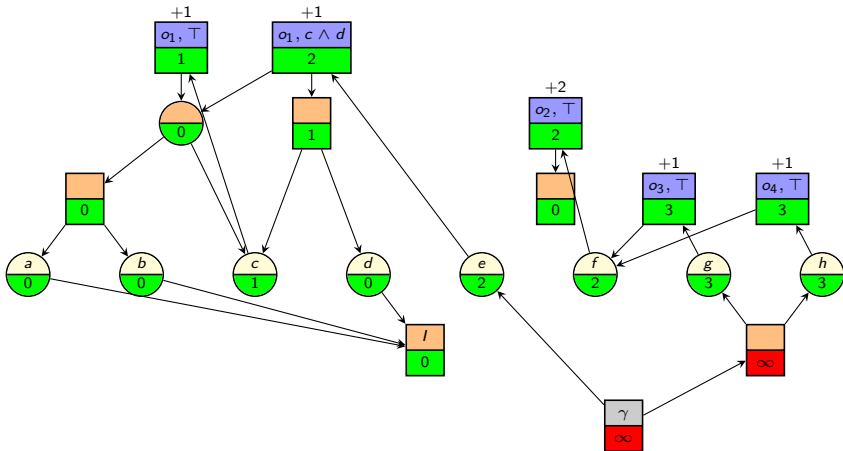 +1 +1
o₁, ⊤ o₁, c ∧ d
1 2
+2
o₂, ⊤
2
0
1
+1 +1
o₃, ⊤ o₄, ⊤
3 3
0 0
a b c d e f g h
0 0 1 0 2 2 3 3
I
0 ∞
γ
∞